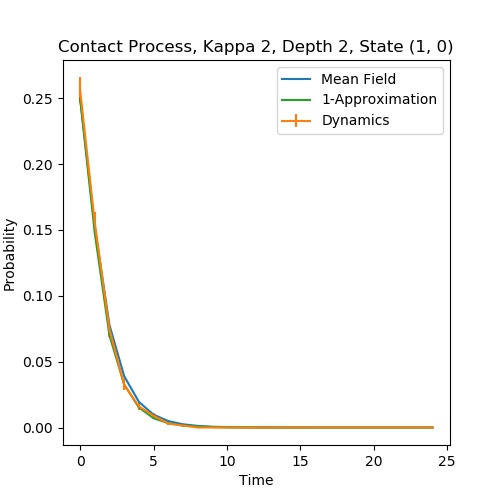 Contact Process, Kappa 2, Depth 2, State (1, 0)
Mean Field
1-Approximation
Dynamics
Probability
0.25
0.20
0.15
0.10
0.05
0.00
0 5 10 15 20 25
Time